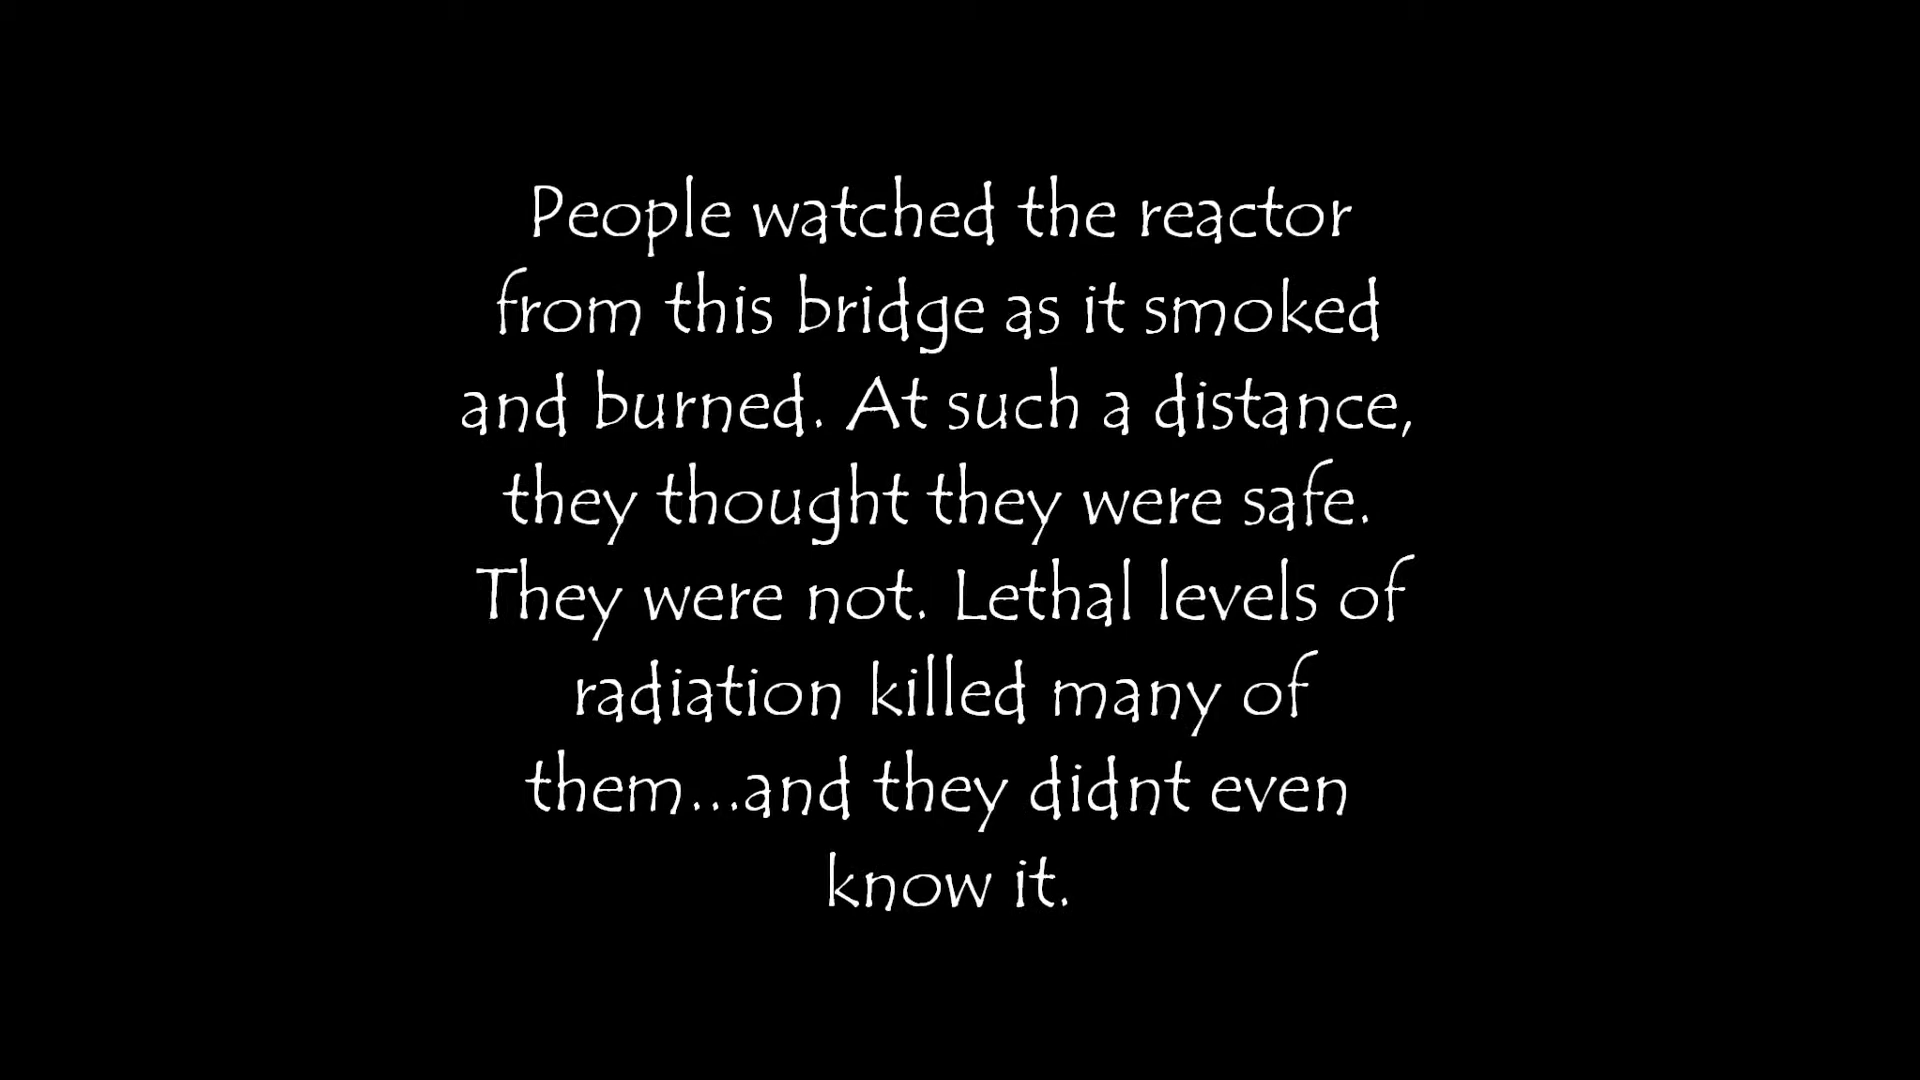 People watched the reactor
from this bridge as it smoked
and burned. At such a distance,
they thought they were safe.
They were not. Lethal levels of
radiation killed many of
them...and they didnt even
know it.